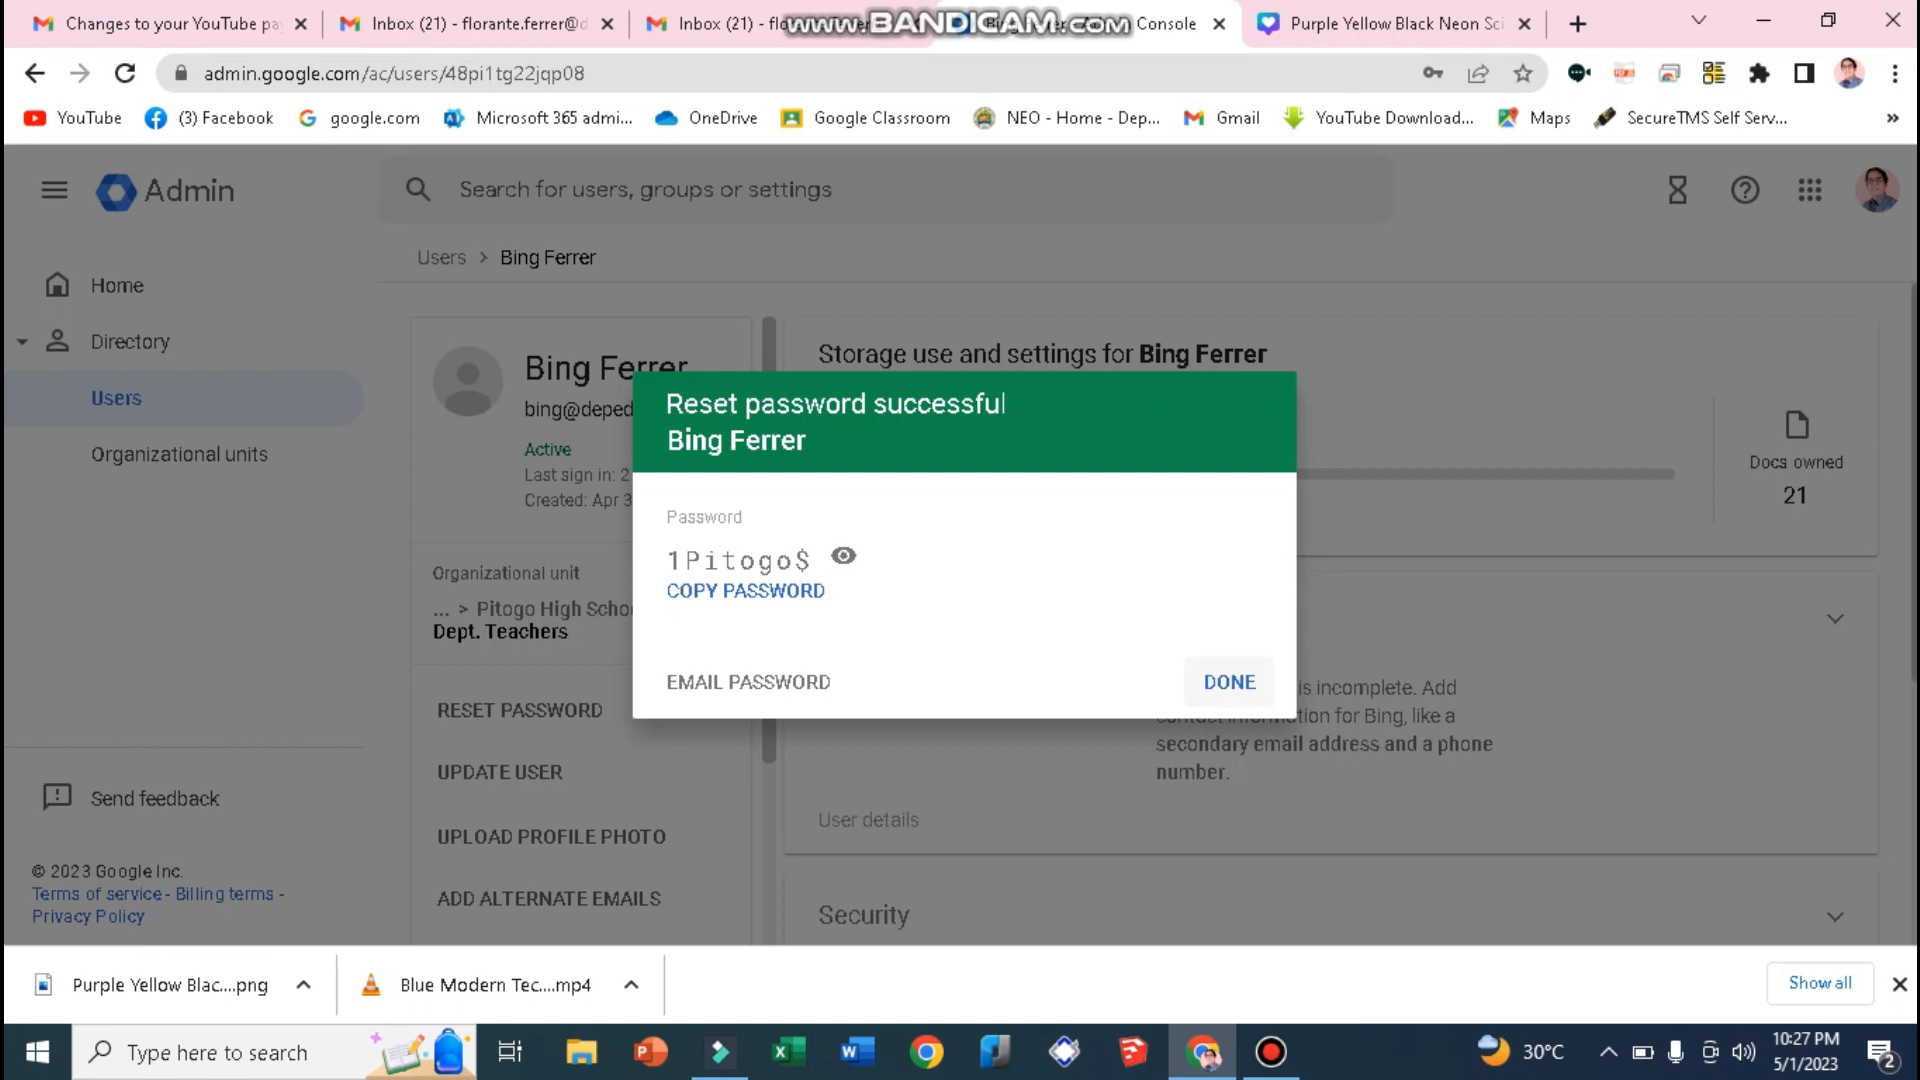 Changes to your YouTube pa
Inbox (21) - florante.ferrer@d
Inbox (21) - flo
www.BANDICAM.com
Console
Purple Yellow Black Neon Sci
admin.google.com/ac/users/48pi1tg22jqp08
YouTube
(3) Facebook
google.com
Microsoft 365 admi...
OneDrive
Google Classroom
NEO - Home - Dep...
Gmail
YouTube Download...
Maps
SecureTMS Self Serv...
»
Admin
Search for users, groups or settings
Users > Bing Ferrer
Home
Directory
Users
Organizational units
Send feedback
© 2023 Google Inc.
Terms of service - Billing terms -
Privacy Policy
Bing Ferrer
bing@deped
Active
Last sign in: 2
Created: Apr 3
Organizational unit
... > Pitogo High Scho
Dept. Teachers
RESET PASSWORD
UPDATE USER
UPLOAD PROFILE PHOTO
ADD ALTERNATE EMAILS
Storage use and settings for Bing Ferrer
Docs owned
21
Reset password successful
Bing Ferrer
Password
1Pitogo$
COPY PASSWORD
EMAIL PASSWORD
DONE
is incomplete. Add
contact information for Bing, like a
secondary email address and a phone
number.
User details
Security
Purple Yellow Blac....png
Blue Modern Tec....mp4
Show all
Type here to search
30°C
10:27 PM
5/1/2023
2